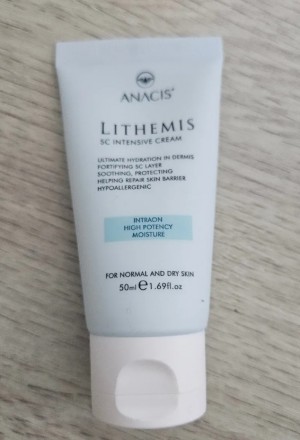 ANACIS
LITHEMIS
SC INTENSIVE CREAM
ULTIMATE HYDRATION IN DERMIS
FORTIFYING SC LAYER
SOOTHING, PROTECTING
HELPING REPAIR SKIN BARRIER
HYPOALLERGENIC
INTRAON
HIGH POTENCY
MOISTURE
FOR NORMAL AND DRY SKIN
50ml ℮ 1.69fl.oz